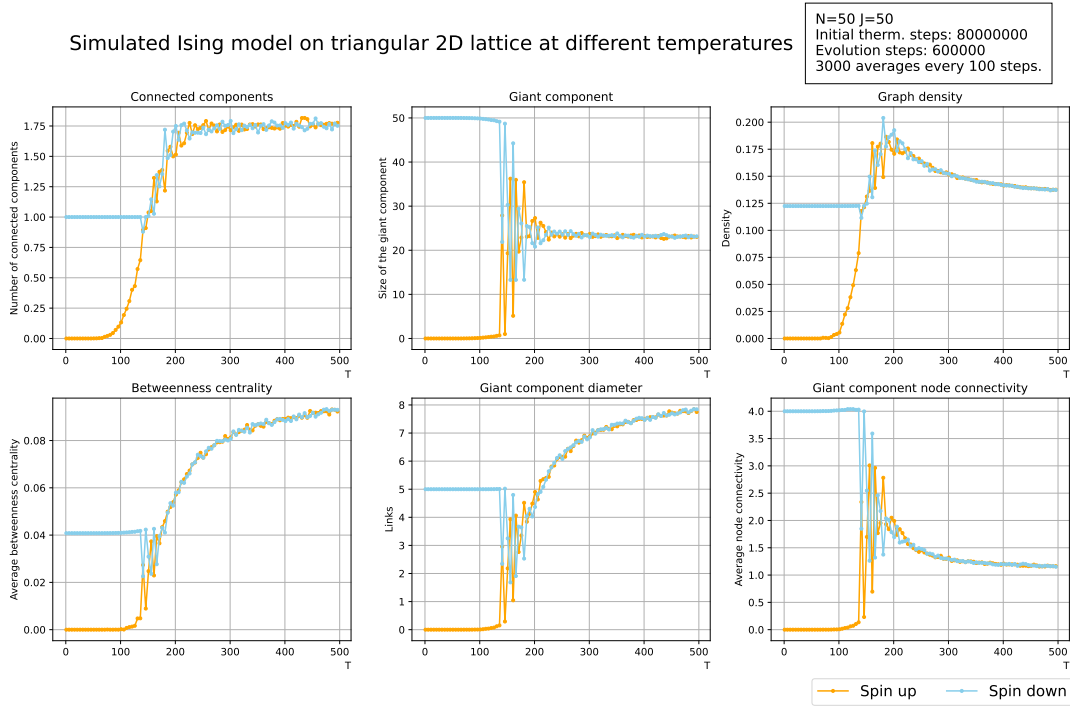 Simulated Ising model on triangular 2D lattice at different temperatures
N=50 J=50
Initial therm. steps: 80000000
Evolution steps: 600000
3000 averages every 100 steps.
Connected components
Number of connected components
1.75
1.50
1.25
1.00
0.75
0.50
0.25
0.00
0 100 200 300 400 500
T
Giant component
Size of the giant component
50
40
30
20
10
0
0 100 200 300 400 500
T
Graph density
Density
0.200
0.175
0.150
0.125
0.100
0.075
0.050
0.025
0.000
0 100 200 300 400 500
T
Betweenness centrality
Average betweenness centrality
0.08
0.06
0.04
0.02
0.00
0 100 200 300 400 500
T
Giant component diameter
Links
8
7
6
5
4
3
2
1
0
0 100 200 300 400 500
T
Giant component node connectivity
Average node connectivity
4.0
3.5
3.0
2.5
2.0
1.5
1.0
0.5
0.0
0 100 200 300 400 500
T
Spin up Spin down